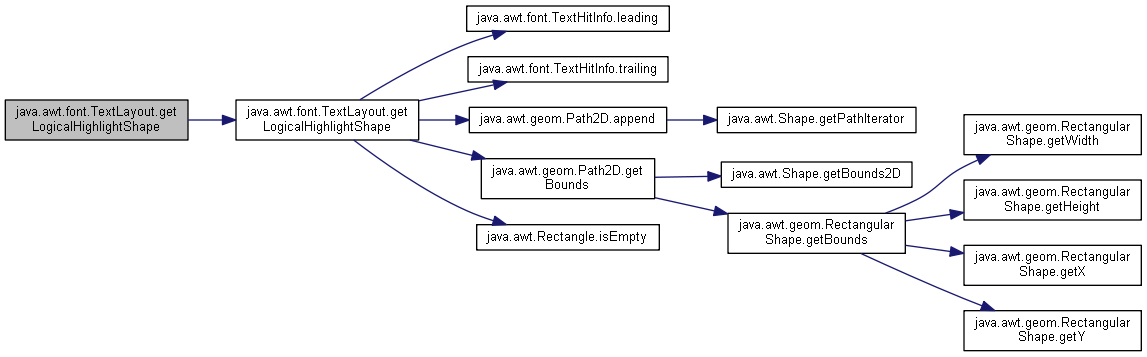 java.awt.font.TextLayout.get
LogicalHighlightShape
java.awt.font.TextLayout.get
LogicalHighlightShape
java.awt.font.TextHitInfo.leading
java.awt.font.TextHitInfo.trailing
java.awt.geom.Path2D.append
java.awt.geom.Path2D.get
Bounds
java.awt.Rectangle.isEmpty
java.awt.Shape.getPathIterator
java.awt.Shape.getBounds2D
java.awt.geom.Rectangular
Shape.getBounds
java.awt.geom.Rectangular
Shape.getWidth
java.awt.geom.Rectangular
Shape.getHeight
java.awt.geom.Rectangular
Shape.getX
java.awt.geom.Rectangular
Shape.getY